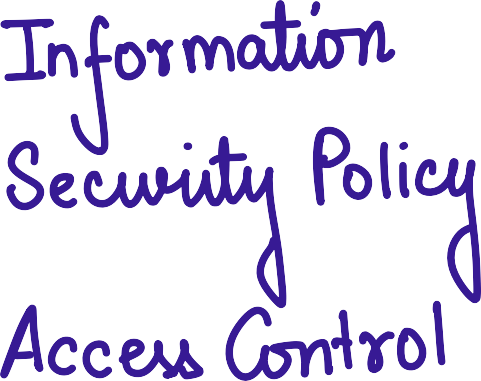 Information
Security Policy
Access Control